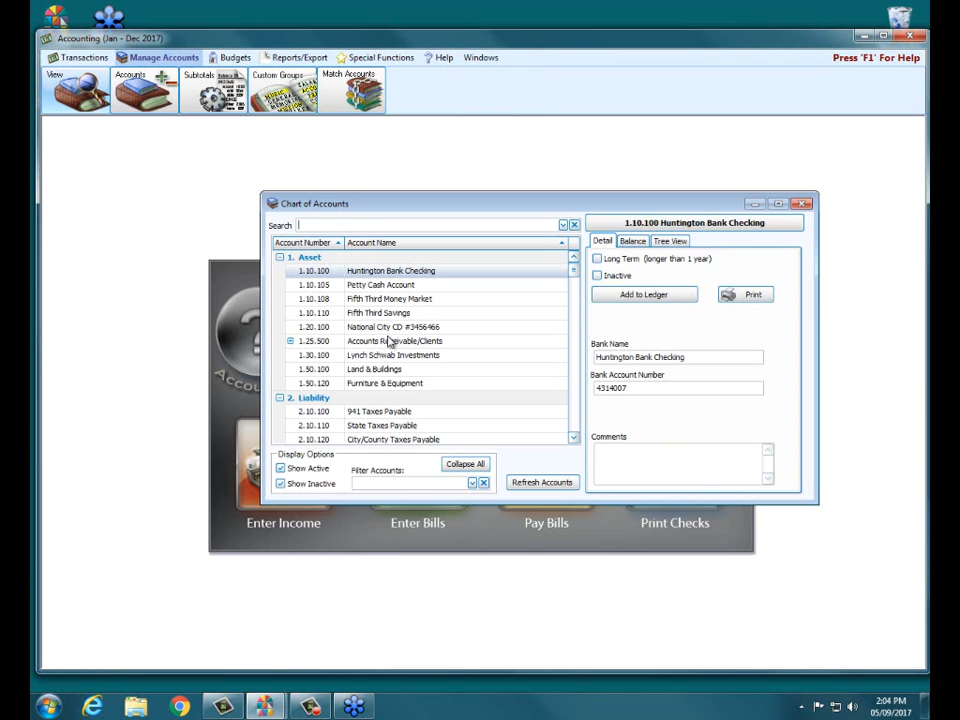 Accounting (Jan - Dec 2017)
Transactions Manage Accounts Budgets Reports/Export Special Functions Help Windows Press 'F1' For Help
View Accounts Subtotals Custom Groups Match Accounts
Chart of Accounts
Search
1.10.100 Huntington Bank Checking
Account Number Account Name
Detail Balance Tree View
1. Asset
Long Term (longer than 1 year)
1.10.100 Huntington Bank Checking
Inactive
1.10.105 Petty Cash Account
1.10.108 Fifth Third Money Market
Add to Ledger Print
1.10.110 Fifth Third Savings
1.20.100 National City CD #3456466
1.25.500 Accounts Receivable/Clients
Bank Name
1.30.100 Lynch Schwab Investments
Huntington Bank Checking
1.50.100 Land & Buildings
Bank Account Number
1.50.120 Furniture & Equipment
4314007
2. Liability
2.10.100 941 Taxes Payable
2.10.110 State Taxes Payable
2.10.120 City/County Taxes Payable
Comments
Display Options
Show Active Filter Accounts: Collapse All
Show Inactive Refresh Accounts
Enter Income Enter Bills Pay Bills Print Checks
2:04 PM
05/09/2017